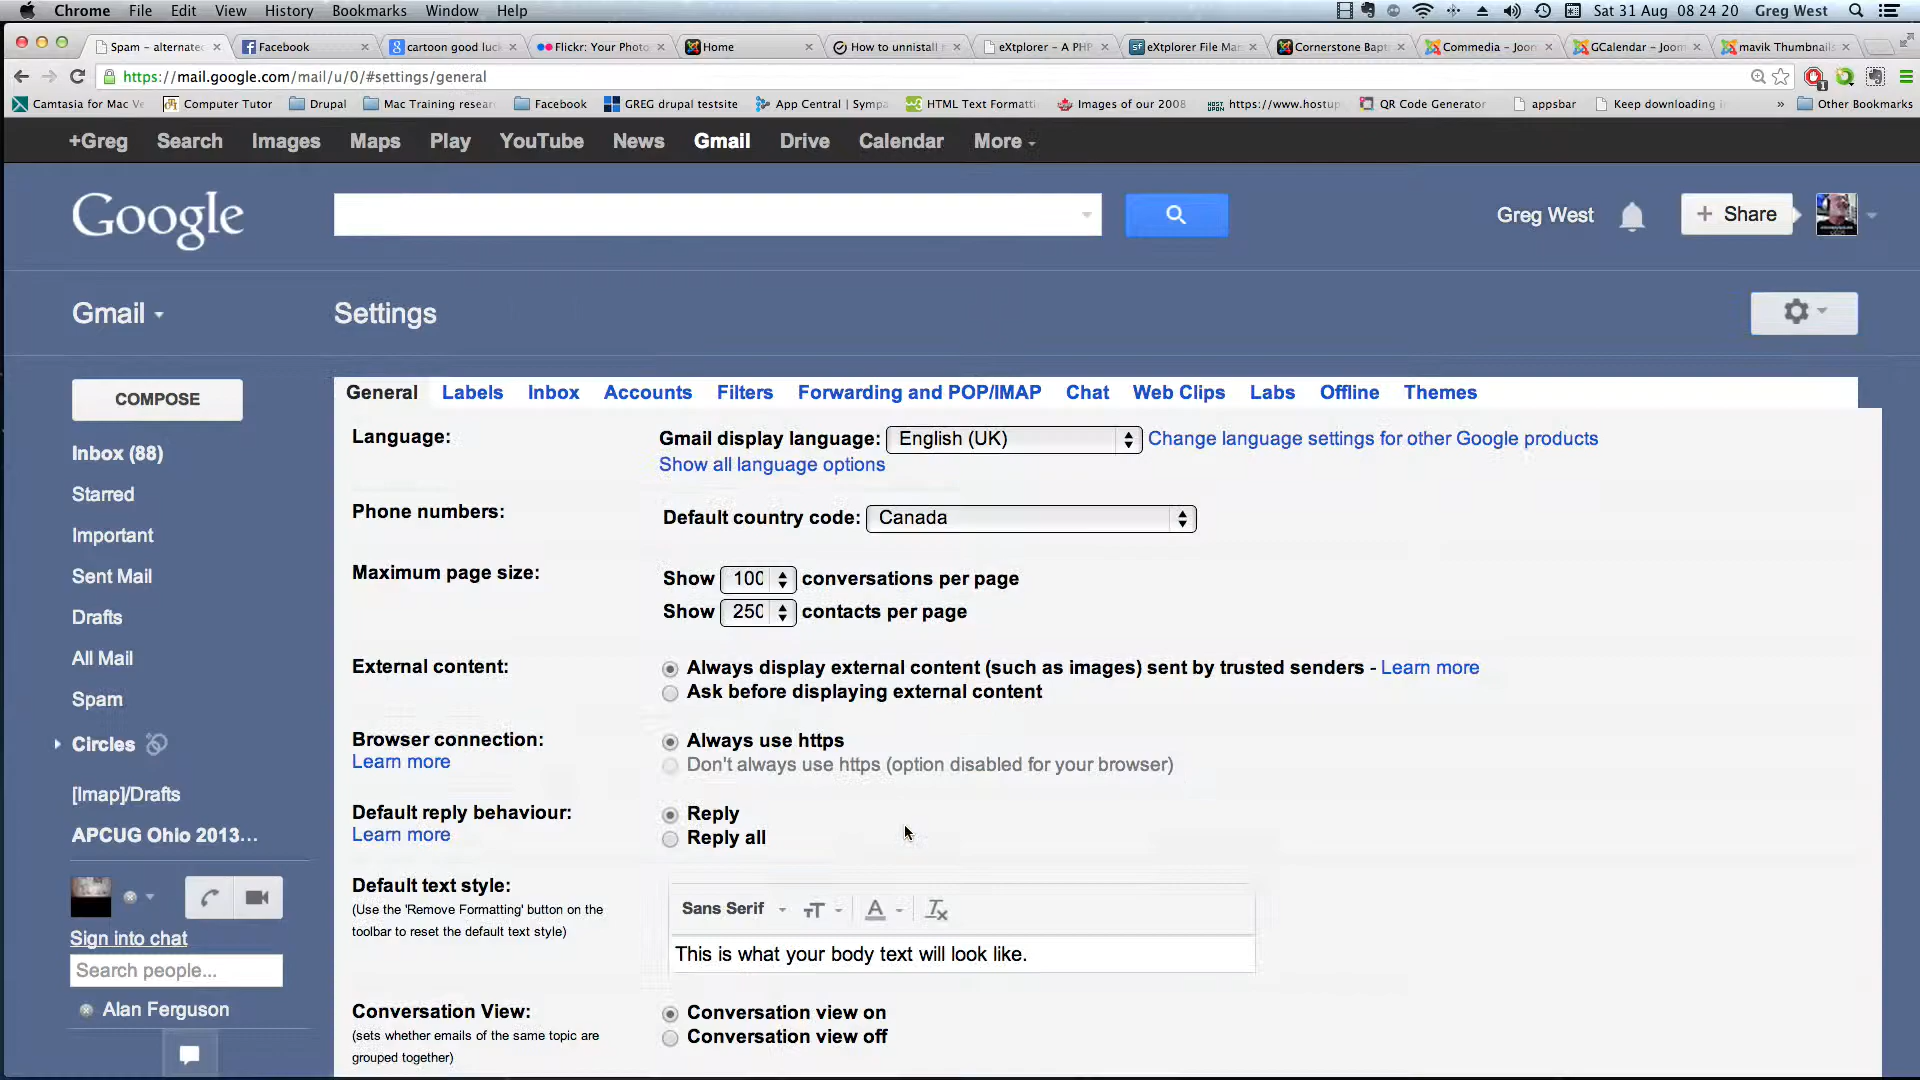 Chrome File Edit View History Bookmarks Window Help Sat 31 Aug 08 24 20 Greg West
Spam – alternate Facebook cartoon good luc Flickr: Your Photo Home How to unnistall eXtplorer – A PHP eXtplorer File Ma Cornerstone Bapt Commedia – Joon GCalendar – Joom mavik Thumbnails
https://mail.google.com/mail/u/0/#settings/general
Camtasia for Mac Computer Tutor Drupal Mac Training resear Facebook GREG drupal testsite App Central | Sympa HTML Text Formatti Images of our 2008 https://www.hostup QR Code Generator appsbar Keep downloading » Other Bookmarks
+Greg Search Images Maps Play YouTube News Gmail Drive Calendar More
Google Greg West + Share
Gmail Settings
General Labels Inbox Accounts Filters Forwarding and POP/IMAP Chat Web Clips Labs Offline Themes
COMPOSE
Inbox (88)
Starred
Important
Sent Mail
Drafts
All Mail
Spam
Circles
[Imap]/Drafts
APCUG Ohio 2013...
Sign into chat
Search people...
Alan Ferguson
Language: Gmail display language: English (UK) Change language settings for other Google products
Show all language options
Phone numbers: Default country code: Canada
Maximum page size: Show 100 conversations per page
Show 250 contacts per page
External content: Always display external content (such as images) sent by trusted senders - Learn more
Ask before displaying external content
Browser connection: Always use https
Learn more Don't always use https (option disabled for your browser)
Default reply behaviour: Reply
Learn more Reply all
Default text style:
(Use the 'Remove Formatting' button on the
toolbar to reset the default text style)
Sans Serif
This is what your body text will look like.
Conversation View: Conversation view on
(sets whether emails of the same topic are
grouped together)
Conversation view off